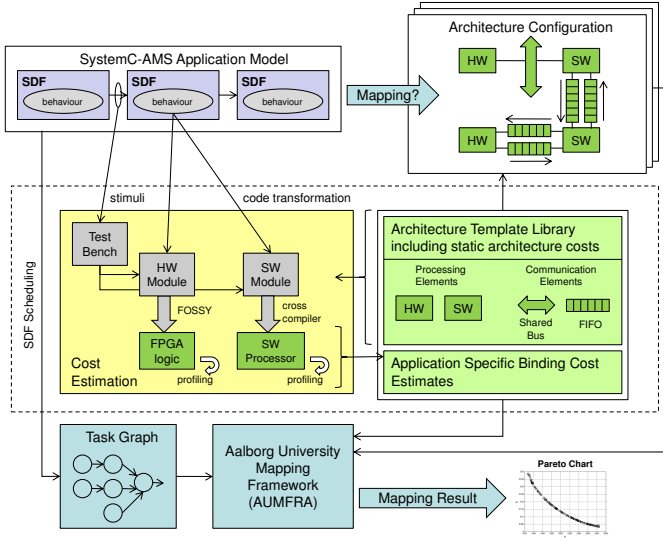 SystemC-AMS Application Model
SDF
behaviour
SDF
behaviour
SDF
behaviour
Mapping?
Architecture Configuration
HW
SW
HW
SW
stimuli
code transformation
SDF Scheduling
Test
Bench
HW
Module
SW
Module
FOSSY
cross
compiler
FPGA
logic
SW
Processor
profiling
profiling
Cost
Estimation
Architecture Template Library
including static architecture costs
Processing
Elements
Communication
Elements
HW
SW
Shared
Bus
FIFO
Application Specific Binding Cost
Estimates
Task Graph
Aalborg University
Mapping
Framework
(AUMFRA)
Mapping Result
Pareto Chart